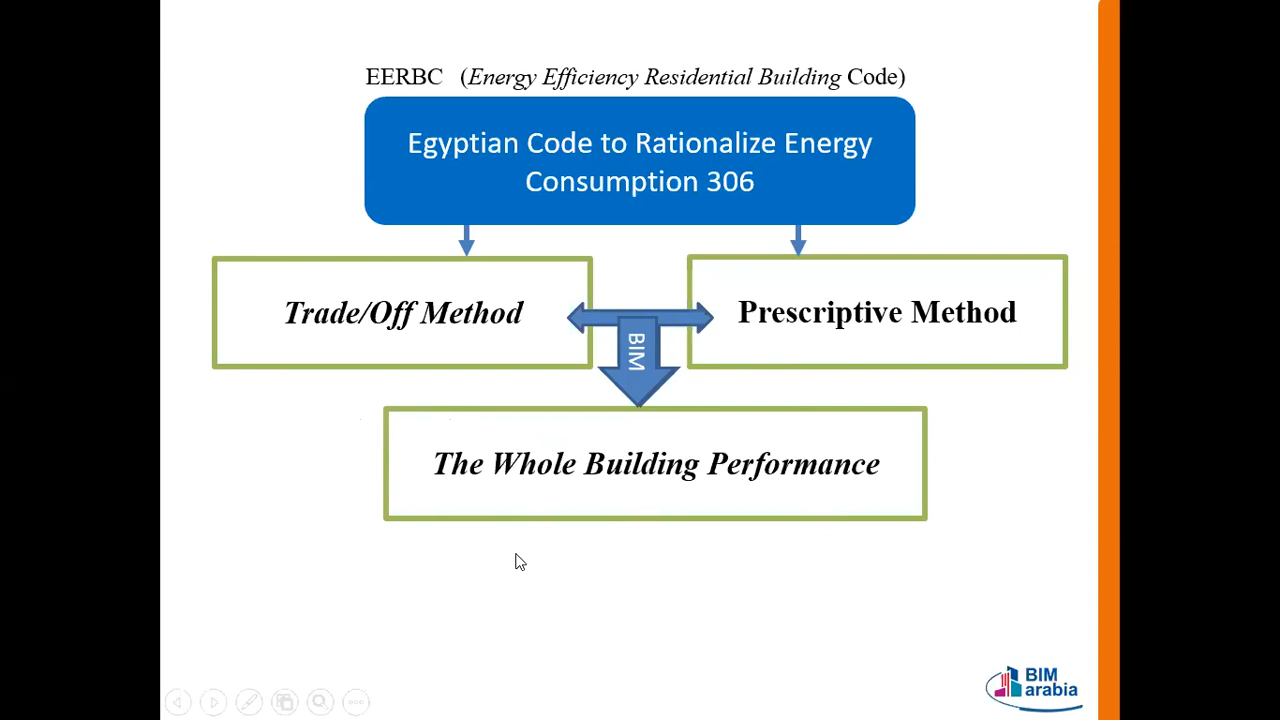 EERBC (Energy Efficiency Residential Building Code)
Egyptian Code to Rationalize Energy
Consumption 306
Trade/Off Method
Prescriptive Method
BIM
The Whole Building Performance
BIM
arabia